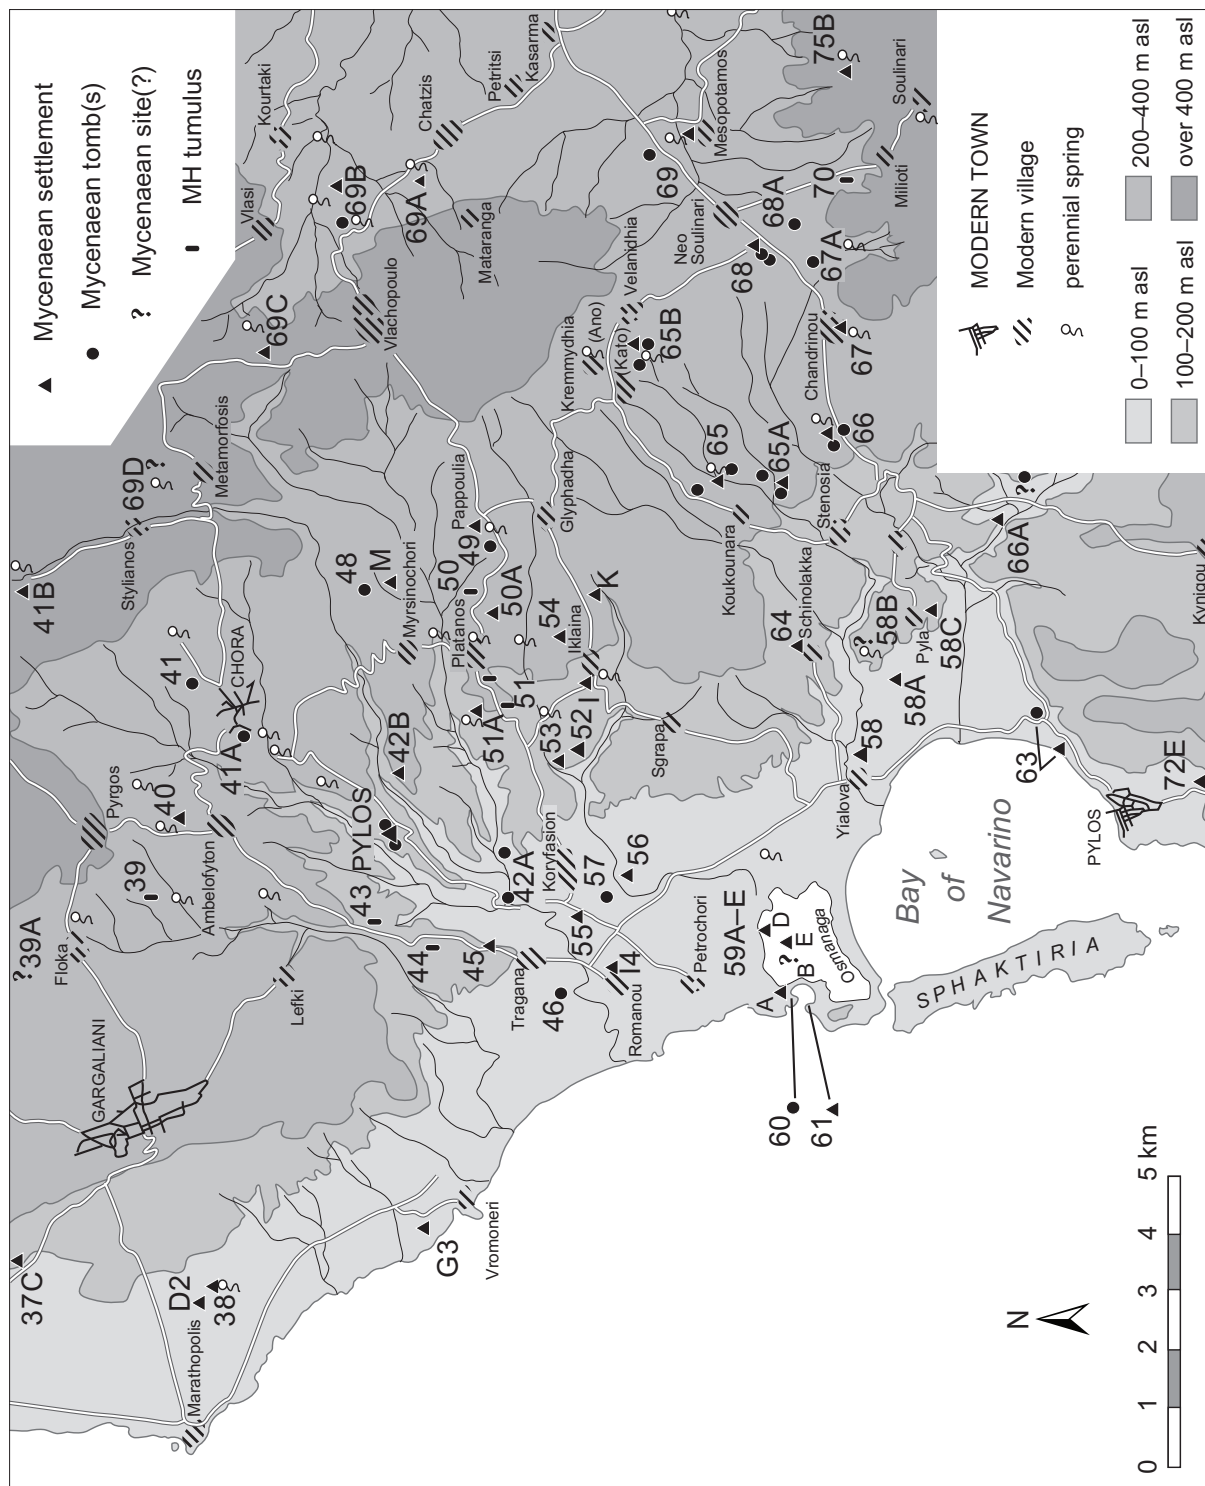 37C
39A
?
41B
Floka
GARGALIANI
Pyrgos
Stylianos
69D
?
39
40
D2
Marathopolis
38
41
Ambelofyton
Metamorfosis
CHORA
41A
Vlasi
69C
Kourtaki
Lefki
48
69B
PYLOS
43
M
42B
Vlachopoulo
Myrsinochori
69A
Chatzis
44
G3
Vromoneri
50
Pappoulia
49
Platanos
Mataranga
45
51A
50A
Petritsi
Tragana
42A
51
Kasarma
46
Koryfasion
53
54
Iklaina
Glyphadha
Kremmydhia
(Ano)
55
57
52
I
K
(Kato)
Velanidhia
Romanou
I4
56
Sgrapa
65B
69
Petrochori
Koukounara
65
Neo
Soulinari
Mesopotamos
59A–E
A
B
D
E
?
60
61
Osmanaga
64
Schinolakka
65A
68
68A
Stenosia
Chandrinou
70
75B
Yialova
58
58B
?
66
67
67A
Milioti
58A
Pyla
58C
Soulinari
SPHAKTIRIA
Bay
of
Navarino
63
66A
?
PYLOS
72E
Kynigou
N
0 1 2 3 4 5 km
Mycenaean settlement
Mycenaean tomb(s)
? Mycenaean site(?)
MH tumulus
MODERN TOWN
Modern village
perennial spring
0–100 m asl
200–400 m asl
100–200 m asl
over 400 m asl